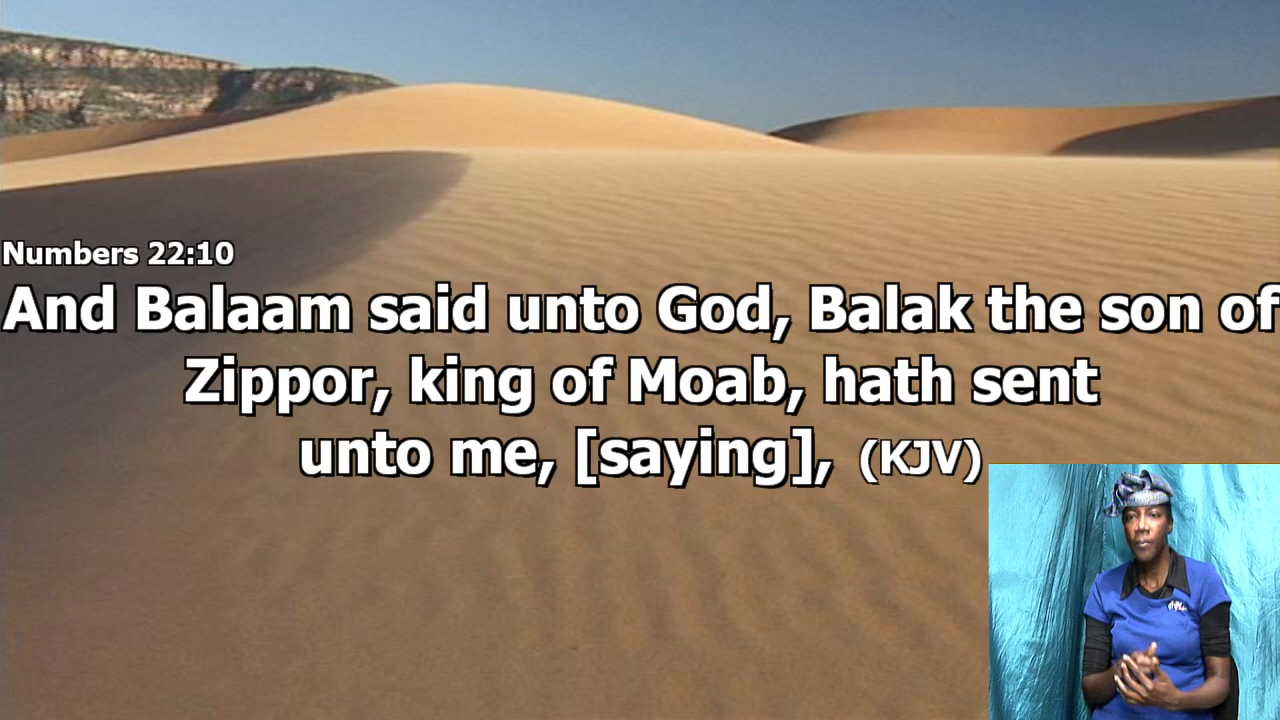 Numbers 22:10
And Balaam said unto God, Balak the son of
Zippor, king of Moab, hath sent
unto me, [saying], (KJV)